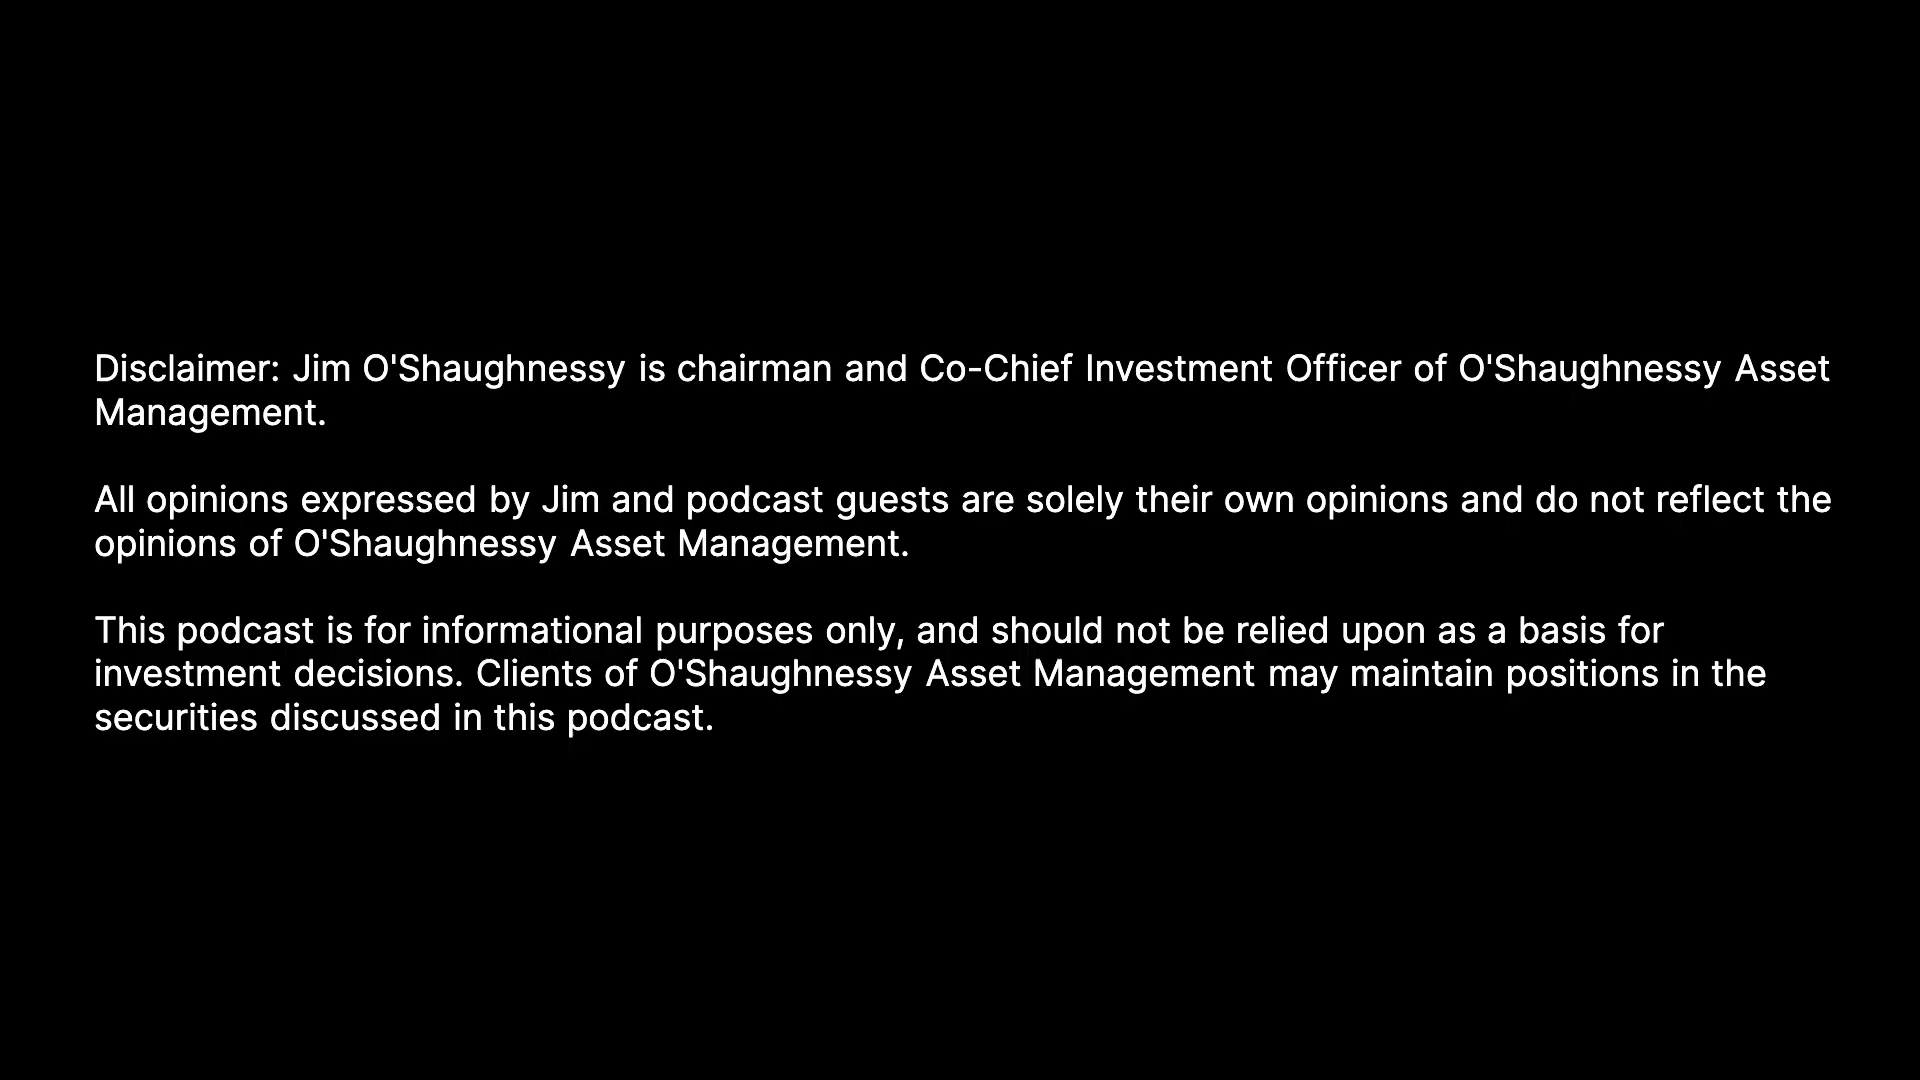 Disclaimer: Jim O'Shaughnessy is chairman and Co-Chief Investment Officer of O'Shaughnessy Asset
Management.
All opinions expressed by Jim and podcast guests are solely their own opinions and do not reflect the
opinions of O'Shaughnessy Asset Management.
This podcast is for informational purposes only, and should not be relied upon as a basis for
investment decisions. Clients of O'Shaughnessy Asset Management may maintain positions in the
securities discussed in this podcast.